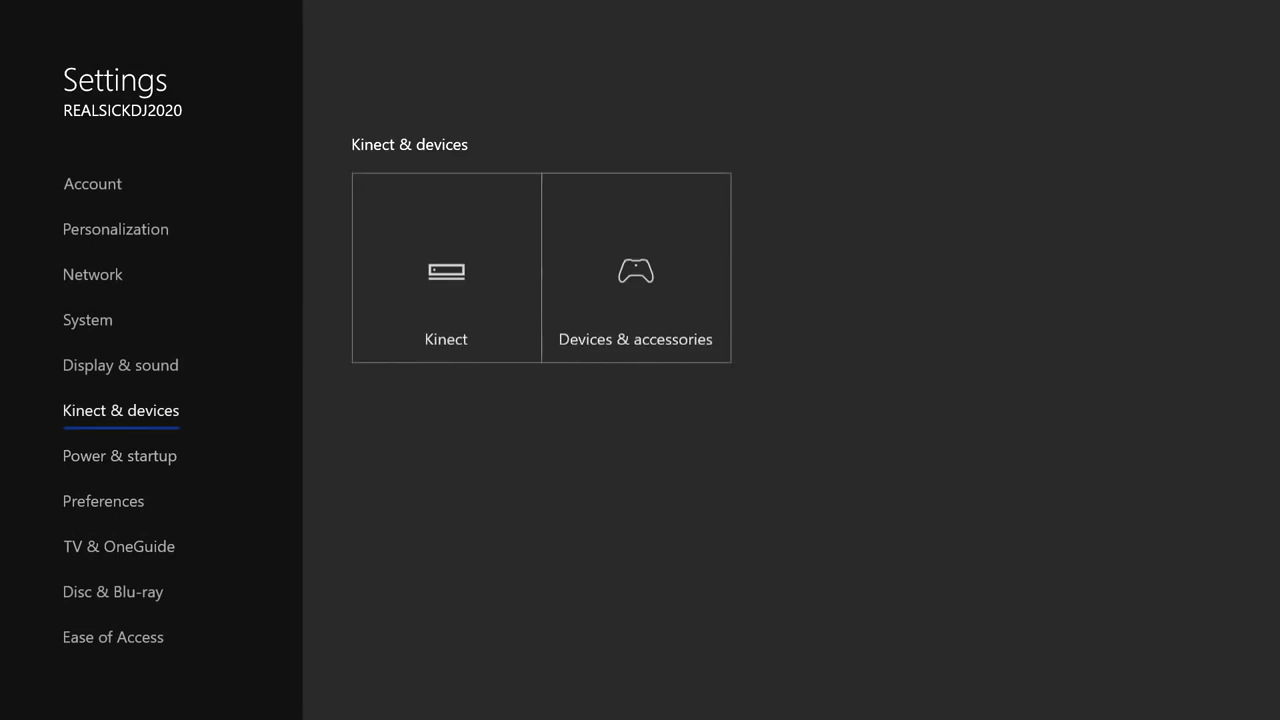 Settings
REALSICKDJ2020
Account
Personalization
Network
System
Display & sound
Kinect & devices
Power & startup
Preferences
TV & OneGuide
Disc & Blu-ray
Ease of Access
Kinect & devices
Kinect
Devices & accessories